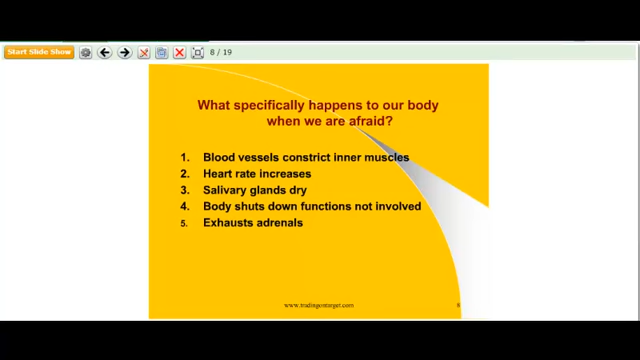 Start Slide Show
8 / 19
What specifically happens to our body
when we are afraid?
1. Blood vessels constrict inner muscles
2. Heart rate increases
3. Salivary glands dry
4. Body shuts down functions not involved
5. Exhausts adrenals
www.tradingontarget.com
8